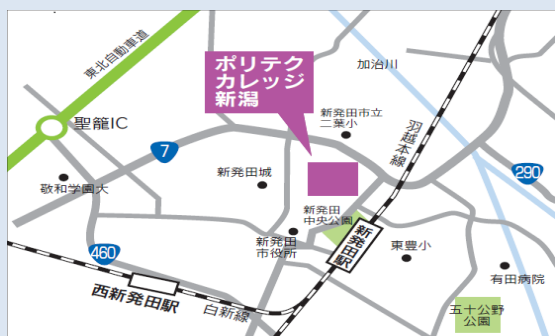 東北自動車道
ポリテク
カレッジ
新潟
加治川
聖籠IC
新発田市立
二葉小
羽越本線
7
290
敬和学園大
新発田城
新発田
中央公園
新発田
市役所
新発田駅
東豊小
460
西新発田駅
白新線
有田病院
五十公野
公園